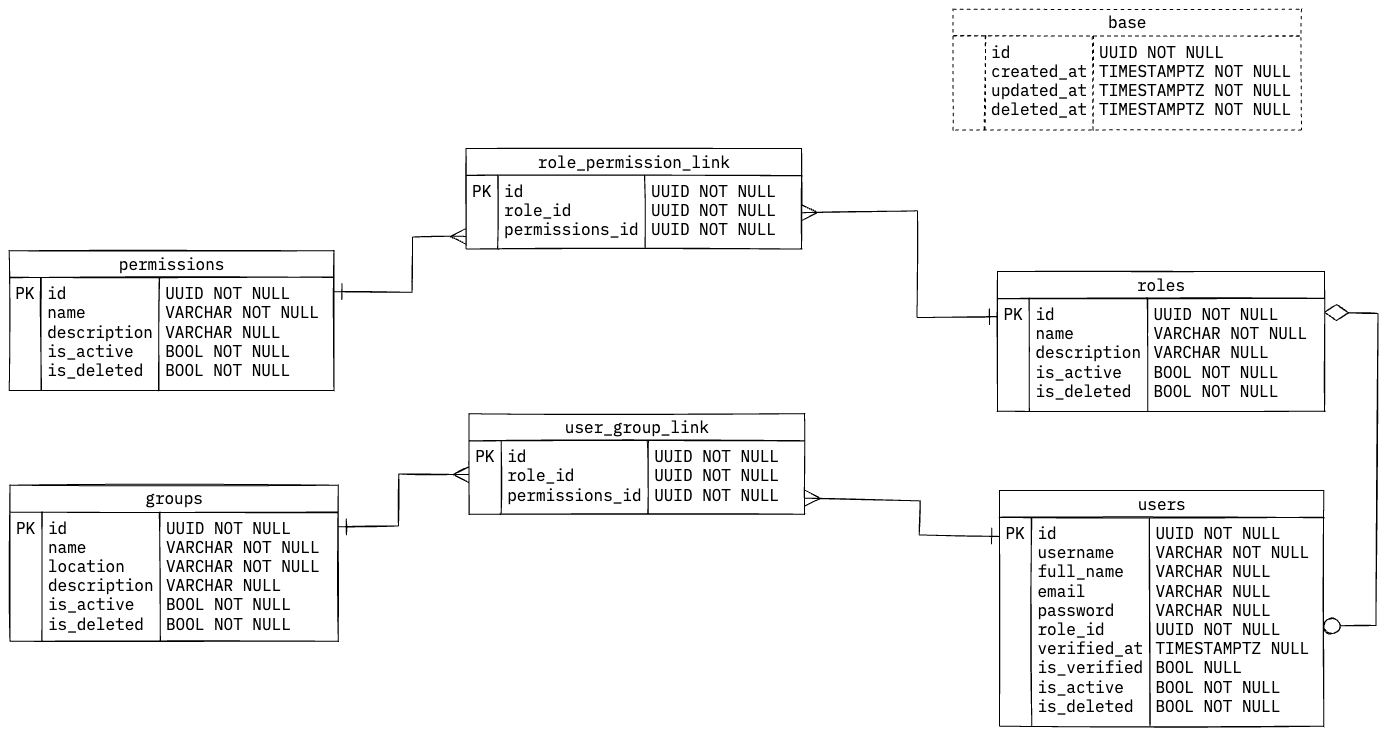 base
id UUID NOT NULL
created_at TIMESTAMPTZ NOT NULL
updated_at TIMESTAMPTZ NOT NULL
deleted_at TIMESTAMPTZ NOT NULL
role_permission_link
PK id UUID NOT NULL
role_id UUID NOT NULL
permissions_id UUID NOT NULL
permissions
PK id UUID NOT NULL
name VARCHAR NOT NULL
description VARCHAR NULL
is_active BOOL NOT NULL
is_deleted BOOL NOT NULL
roles
PK id UUID NOT NULL
name VARCHAR NOT NULL
description VARCHAR NULL
is_active BOOL NOT NULL
is_deleted BOOL NOT NULL
user_group_link
PK id UUID NOT NULL
role_id UUID NOT NULL
permissions_id UUID NOT NULL
groups
PK id UUID NOT NULL
name VARCHAR NOT NULL
location VARCHAR NOT NULL
description VARCHAR NULL
is_active BOOL NOT NULL
is_deleted BOOL NOT NULL
users
PK id UUID NOT NULL
username VARCHAR NOT NULL
full_name VARCHAR NULL
email VARCHAR NULL
password VARCHAR NULL
role_id UUID NOT NULL
verified_at TIMESTAMPTZ NULL
is_verified BOOL NULL
is_active BOOL NOT NULL
is_deleted BOOL NOT NULL